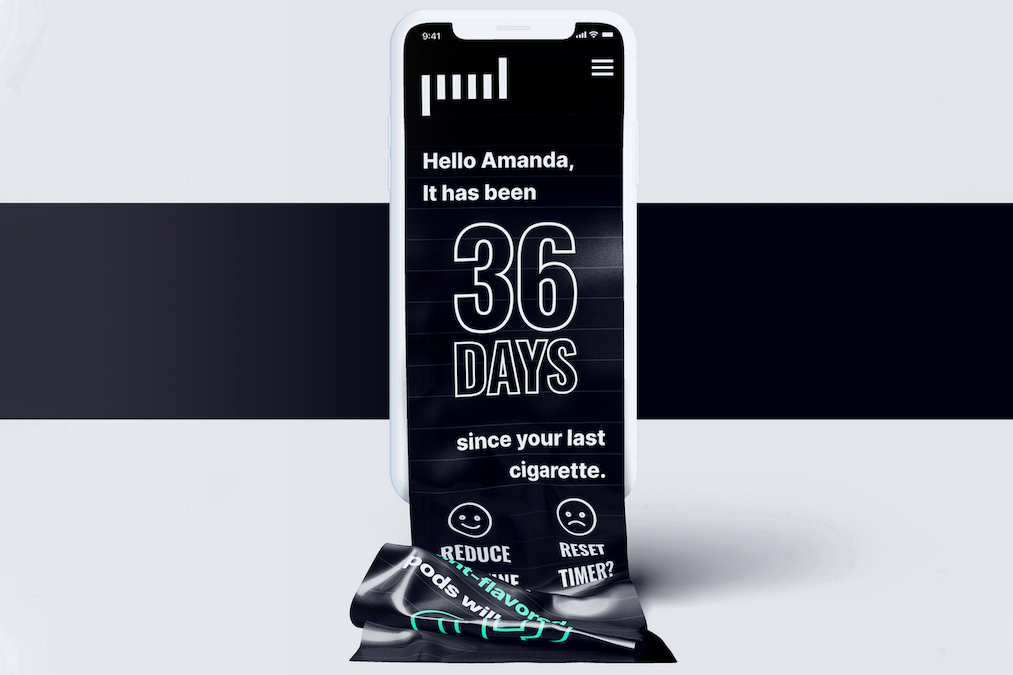 9:41
Hello Amanda,
It has been
36
DAYS
since your last
cigarette.
REDUCE
RESET
TIMER?
pods will